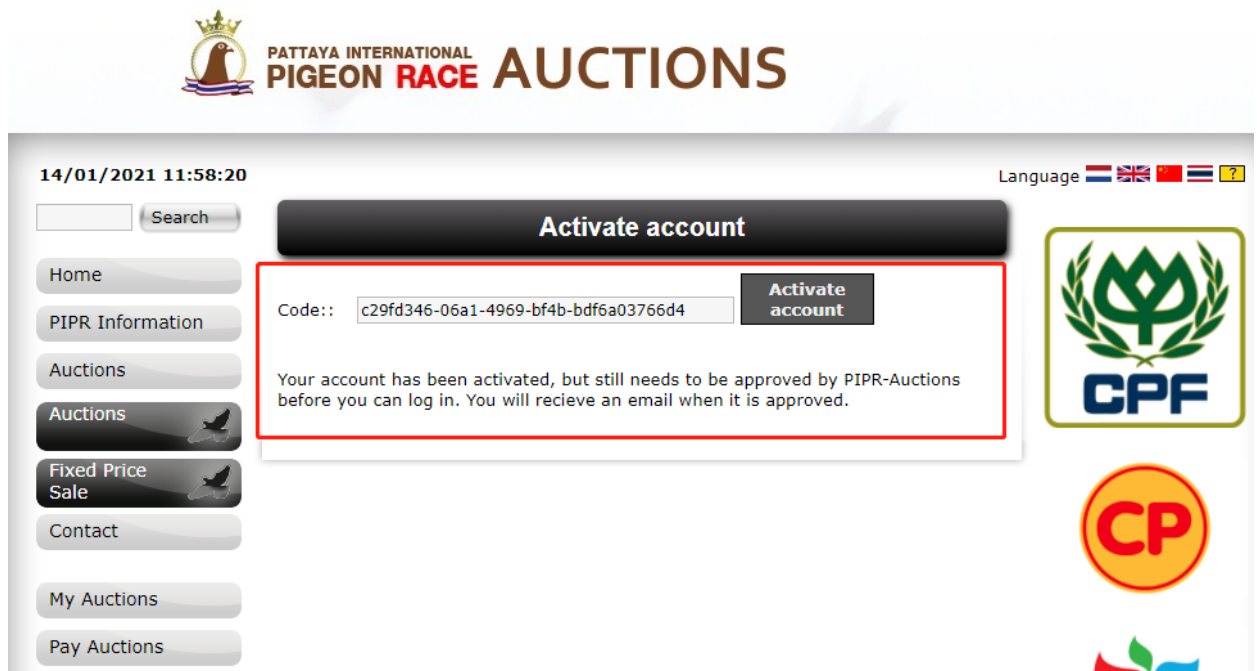 PATTAYA INTERNATIONAL
PIGEON RACE AUCTIONS
14/01/2021 11:58:20
Language ?
Search
Activate account
Home
PIPR Information
Auctions
Auctions
Fixed Price
Sale
Contact
My Auctions
Pay Auctions
Code:: c29fd346-06a1-4969-bf4b-bdf6a03766d4
Activate
account
Your account has been activated, but still needs to be approved by PIPR-Auctions
before you can log in. You will recieve an email when it is approved.
CPF
CP